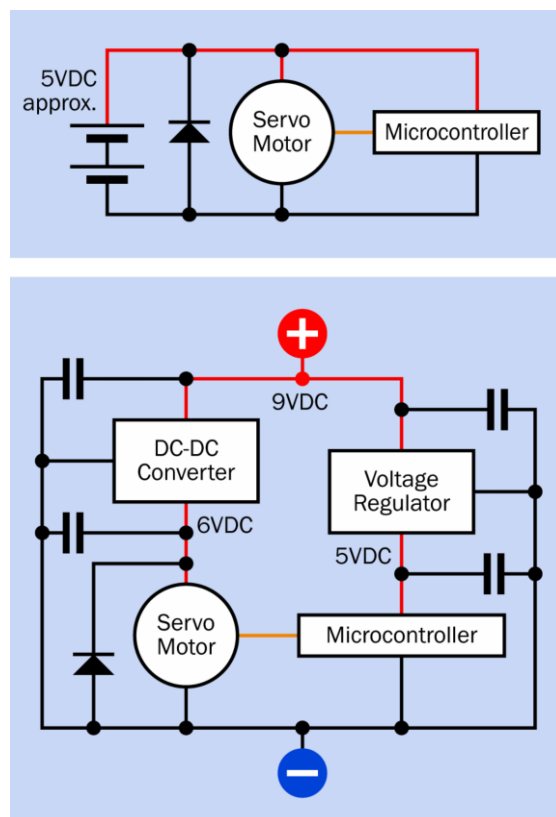 5VDC
approx.
Servo
Motor
Microcontroller
+
9VDC
DC-DC
Converter
Voltage
Regulator
6VDC
5VDC
Servo
Motor
Microcontroller
−